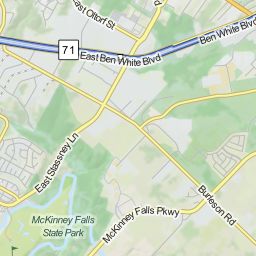 East Oltorf St
Ben White Blvd
71
East Ben White Blvd
East Stassney Ln
Burleson Rd
McKinney Falls
State Park
McKinney Falls Pkwy